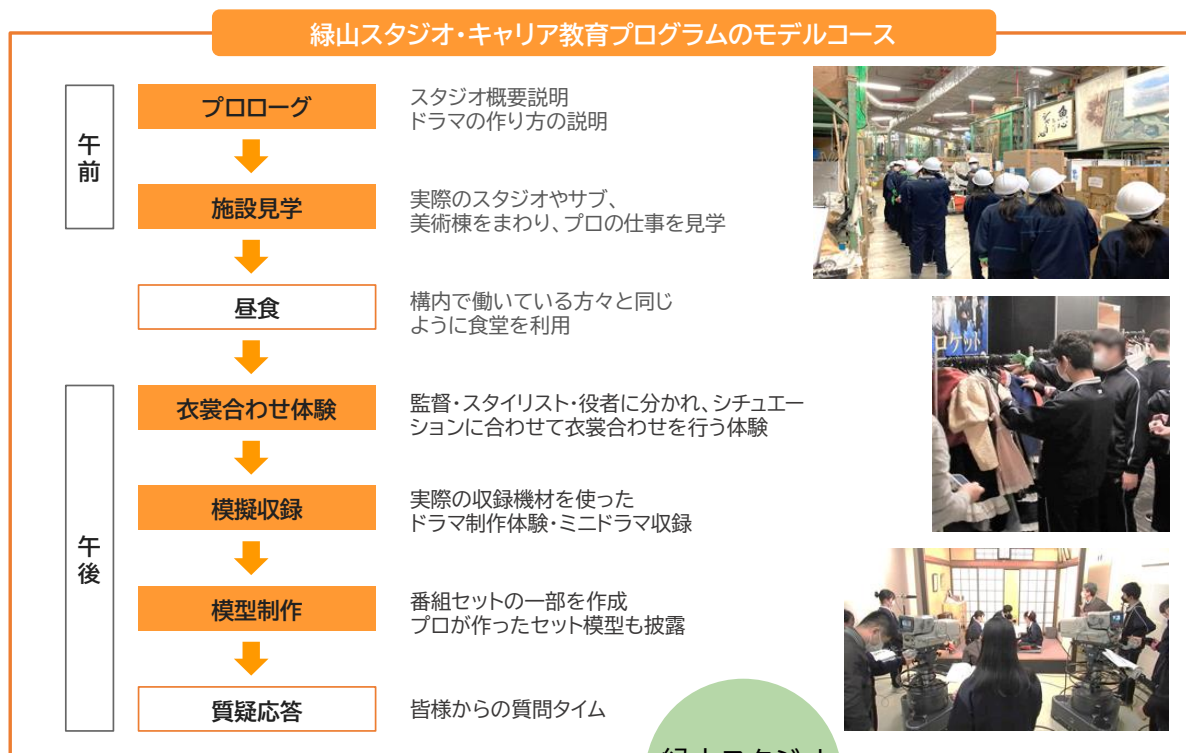 緑山スタジオ・キャリア教育プログラムのモデルコース
午前
プロローグ
スタジオ概要説明
ドラマの作り方の説明
施設見学
実際のスタジオやサブ、
美術棟をまわり、プロの仕事を見学
昼食
構内で働いている方々と同じ
ように食堂を利用
午後
衣裳合わせ体験
監督・スタイリスト・役者に分かれ、シチュエー
ションに合わせて衣裳合わせを行う体験
模擬収録
実際の収録機材を使った
ドラマ制作体験・ミニドラマ収録
模型制作
番組セットの一部を作成
プロが作ったセット模型も披露
質疑応答
皆様からの質問タイム
ロケット
緑山スタジオ